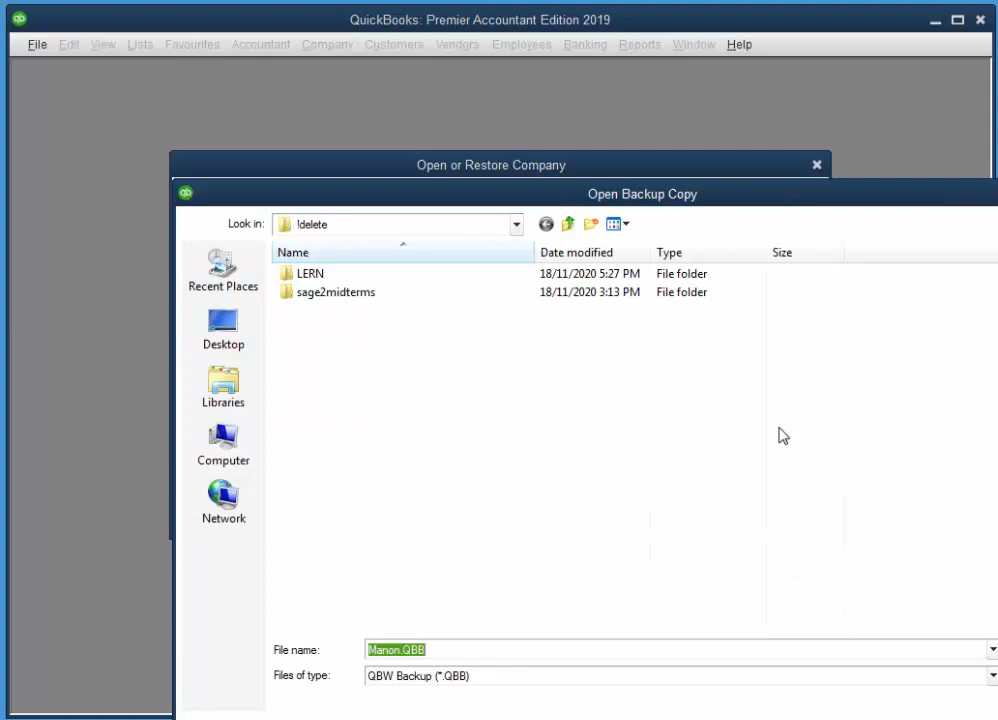 QuickBooks: Premier Accountant Edition 2019
File Edit View Lists Favourites Accountant Company Customers Vendors Employees Banking Reports Window Help
Open or Restore Company
Open Backup Copy
Look in: !delete
Name Date modified Type Size
LERN 18/11/2020 5:27 PM File folder
sage2midterms 18/11/2020 3:13 PM File folder
Recent Places
Desktop
Libraries
Computer
Network
File name: Manon.QBB
Files of type: QBW Backup (*.QBB)